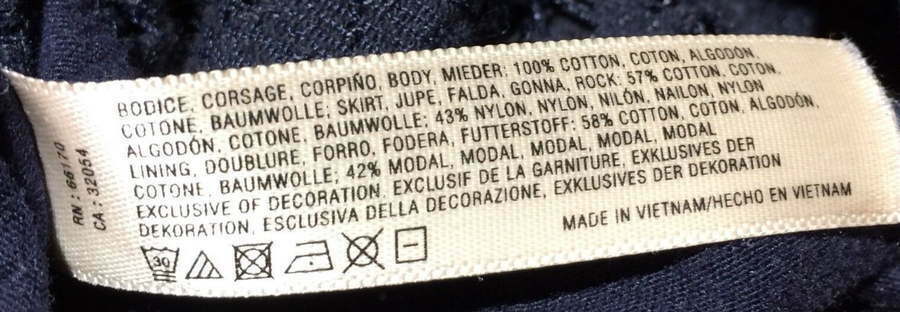 BODICE, CORSAGE, CORPIÑO, BODY, MIEDER: 100% COTTON, COTON, ALGODÓN,
COTONE, BAUMWOLLE; SKIRT, JUPE, FALDA, GONNA, ROCK: 57% COTTON, COTON,
ALGODÓN, COTONE, BAUMWOLLE; 43% NYLON, NYLON, NILÓN, NAILON, NYLON
LINING, DOUBLURE, FORRO, FODERA, FUTTERSTOFF: 58% COTTON, COTON, ALGODÓN,
COTONE, BAUMWOLLE; 42% MODAL, MODAL, MODAL, MODAL, MODAL
EXCLUSIVE OF DECORATION, EXCLUSIF DE LA GARNITURE, EXKLUSIVES DER
DEKORATION, ESCLUSIVA DELLA DECORAZIONE, EXKLUSIVES DER DEKORATION
MADE IN VIETNAM/HECHO EN VIETNAM
RN: 66170
CA: 32054
30